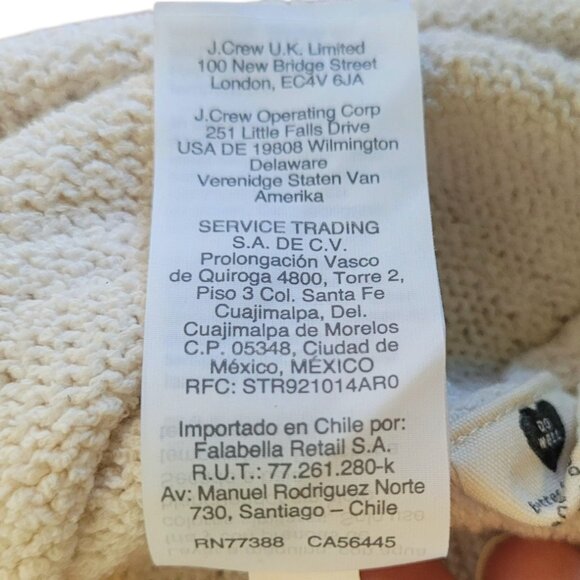 J.Crew U.K. Limited
100 New Bridge Street
London, EC4V 6JA
J.Crew Operating Corp
251 Little Falls Drive
USA DE 19808 Wilmington
Delaware
Verenidge Staten Van
Amerika
SERVICE TRADING
S.A. DE C.V.
Prolongación Vasco
de Quiroga 4800, Torre 2,
Piso 3 Col. Santa Fe
Cuajimalpa, Del.
Cuajimalpa de Morelos
C.P. 05348, Ciudad de
México, MÉXICO
RFC: STR921014AR0
Importado en Chile por:
Falabella Retail S.A.
R.U.T.: 77.261.280-k
Av: Manuel Rodriguez Norte
730, Santiago – Chile
RN77388 CA56445
DO
WELL